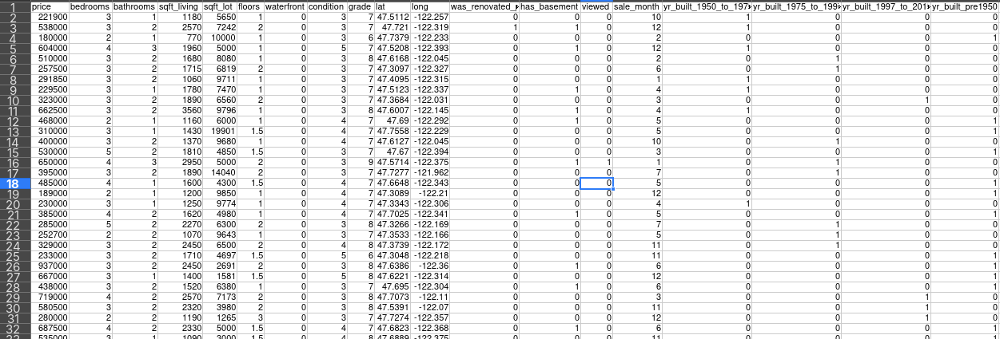 1 price bedrooms bathrooms sqft_living sqft_lot floors waterfront condition grade lat long was_renovated_ has_basement viewed sale_month yr_built_1950_to_197 yr_built_1975_to_199 yr_built_1997_to_201 yr_built_pre1950
2 221900 3 1 1180 5650 1 0 3 7 47.5112 -122.257 0 0 0 10 1 0 0 0
3 538000 3 2 2570 7242 2 0 3 7 47.721 -122.319 1 1 0 12 1 0 0 0
4 180000 2 1 770 10000 1 0 3 6 47.7379 -122.233 0 0 0 2 0 0 0 1
5 604000 4 3 1960 5000 1 0 5 7 47.5208 -122.393 0 1 0 12 1 0 0 0
6 510000 3 2 1680 8080 1 0 3 8 47.6168 -122.045 0 0 0 2 0 1 0 0
7 257500 3 2 1715 6819 2 0 3 7 47.3097 -122.327 0 0 0 6 0 1 0 0
8 291850 3 2 1060 9711 1 0 3 7 47.4095 -122.315 0 0 0 1 1 0 0 0
9 229500 3 1 1780 7470 1 0 3 7 47.5123 -122.337 0 1 0 4 1 0 0 0
10 323000 3 2 1890 6560 2 0 3 7 47.3684 -122.031 0 0 0 3 0 0 1 0
11 662500 3 2 3560 9796 1 0 3 8 47.6007 -122.145 0 1 0 4 1 0 0 0
12 468000 2 1 1160 6000 1 0 4 7 47.69 -122.292 0 1 0 5 0 0 0 1
13 310000 3 1 1430 19901 1.5 0 4 7 47.7558 -122.229 0 0 0 5 0 0 0 1
14 400000 3 2 1370 9680 1 0 4 7 47.6127 -122.045 0 0 0 10 0 1 0 0
15 530000 5 2 1810 4850 1.5 0 3 7 47.67 -122.394 0 0 0 3 0 0 0 1
16 650000 4 3 2950 5000 2 0 3 9 47.5714 -122.375 0 1 1 1 0 1 0 0
17 395000 3 2 1890 14040 2 0 3 7 47.7277 -121.962 0 0 0 7 0 1 0 0
18 485000 4 1 1600 4300 1.5 0 4 7 47.6648 -122.343 0 0 0 5 0 0 0 1
19 189000 2 1 1200 9850 1 0 4 7 47.3089 -122.21 0 0 0 12 0 0 0 1
20 230000 3 1 1250 9774 1 0 4 7 47.3343 -122.306 0 0 0 4 1 0 0 0
21 385000 4 2 1620 4980 1 0 4 7 47.7025 -122.341 0 1 0 5 0 0 0 1
22 285000 5 2 2270 6300 2 0 3 8 47.3266 -122.169 0 0 0 7 0 1 0 0
23 252700 2 2 1070 9643 1 0 3 7 47.3533 -122.166 0 0 0 5 0 1 0 0
24 329000 3 2 2450 6500 2 0 4 8 47.3739 -122.172 0 0 0 11 0 1 0 0
25 233000 3 2 1710 4697 1.5 0 5 6 47.3048 -122.218 0 0 0 11 0 0 0 1
26 937000 3 2 2450 2691 2 0 3 8 47.6386 -122.36 0 1 0 6 0 0 0 1
27 667000 3 1 1400 1581 1.5 0 5 8 47.6221 -122.314 0 0 0 12 0 0 0 1
28 438000 3 2 1520 6380 1 0 3 7 47.695 -122.304 0 1 0 6 0 0 0 1
29 719000 4 2 2570 7173 2 0 3 8 47.7073 -122.11 0 0 0 3 0 0 1 0
30 580500 3 2 2320 3980 2 0 3 8 47.5391 -122.07 0 0 0 11 0 0 1 0
31 280000 2 2 1190 1265 3 0 3 7 47.7274 -122.357 0 0 0 12 0 0 1 0
32 687500 4 2 2330 5000 1.5 0 4 7 47.6823 -122.368 0 1 0 6 0 0 0 1